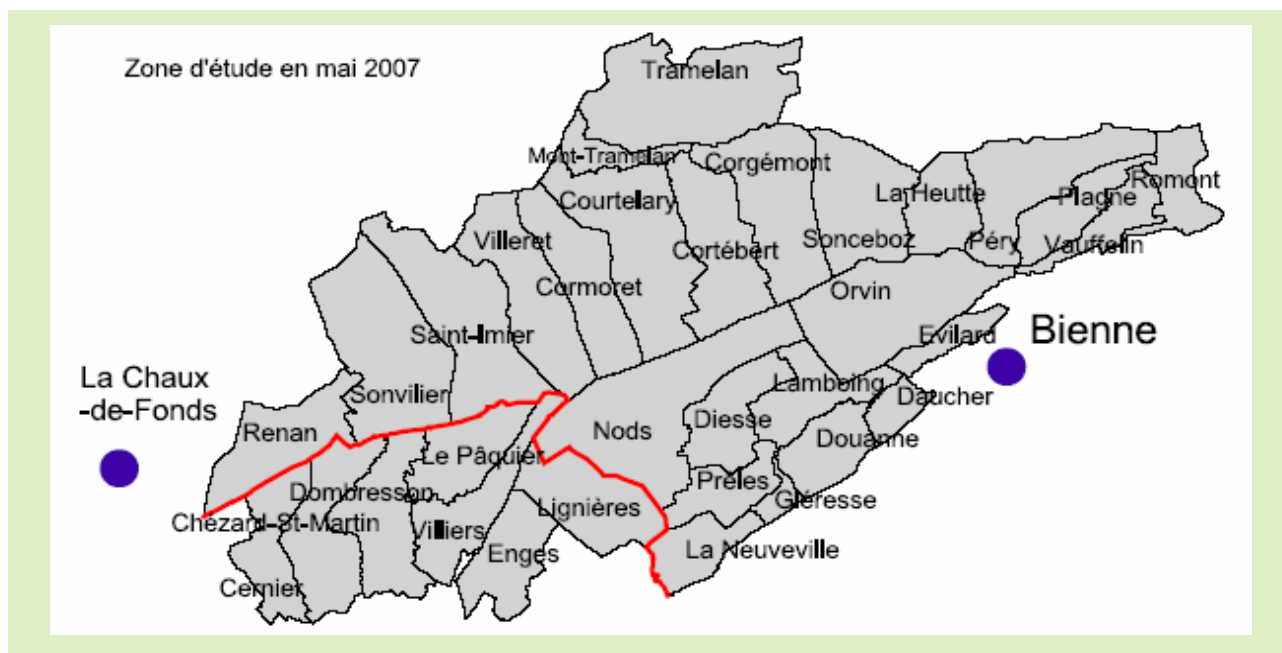 Zone d'étude en mai 2007
Tramelan
Mont-Tramelan
Corgémont
La Heutte
Plagne
Romont
Courtelary
Villeret
Cortébert
Sonceboz
Péry
Vauffelin
Cormoret
Orvin
Saint-Imier
Evilard
Bienne
La Chaux
-de-Fonds
Sonvilier
Lamboing
Daucher
Renan
Nods
Diesse
Douanne
Le Pâquier
Dombresson
Prêles
Gléresse
Chézard-St-Martin
Lignières
Villiers
Enges
La Neuveville
Cernier